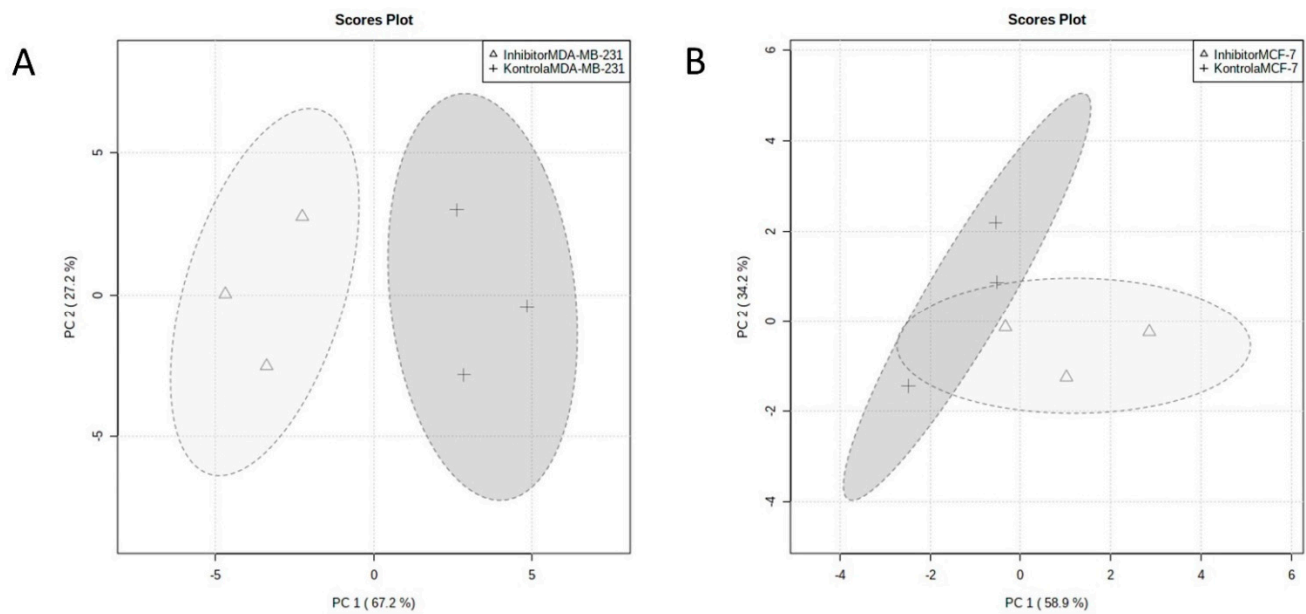 A
Scores Plot
InhibitorMDA-MB-231
KontrolaMDA-MB-231
5
0
-5
PC 2 ( 27.2 %)
-5 0 5
PC 1 ( 67.2 %)
B
Scores Plot
InhibitorMCF-7
KontrolaMCF-7
6
4
2
0
-2
-4
PC 2 ( 34.2 %)
-4 -2 0 2 4 6
PC 1 ( 58.9 %)